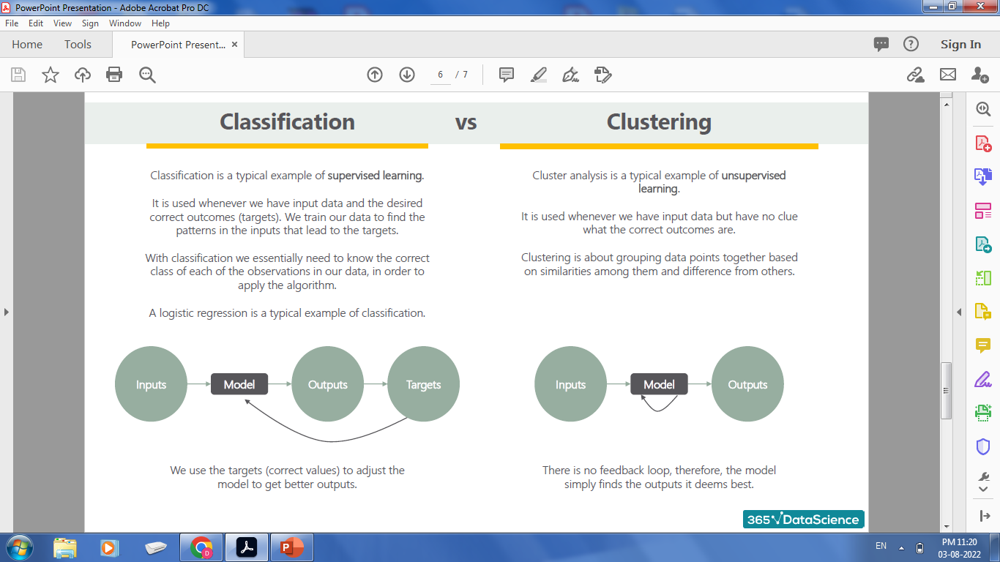 PowerPoint Presentation - Adobe Acrobat Pro DC
File Edit View Sign Window Help
Home Tools PowerPoint Present... × Sign In
6 / 7
Classification vs Clustering
Classification is a typical example of supervised learning.
It is used whenever we have input data and the desired
correct outcomes (targets). We train our data to find the
patterns in the inputs that lead to the targets.
With classification we essentially need to know the correct
class of each of the observations in our data, in order to
apply the algorithm.
A logistic regression is a typical example of classification.
Inputs Model Outputs Targets
We use the targets (correct values) to adjust the
model to get better outputs.
Cluster analysis is a typical example of unsupervised
learning.
It is used whenever we have input data but have no clue
what the correct outcomes are.
Clustering is about grouping data points together based
on similarities among them and difference from others.
Inputs Model Outputs
There is no feedback loop, therefore, the model
simply finds the outputs it deems best.
365 DataScience
EN PM 11:20
03-08-2022